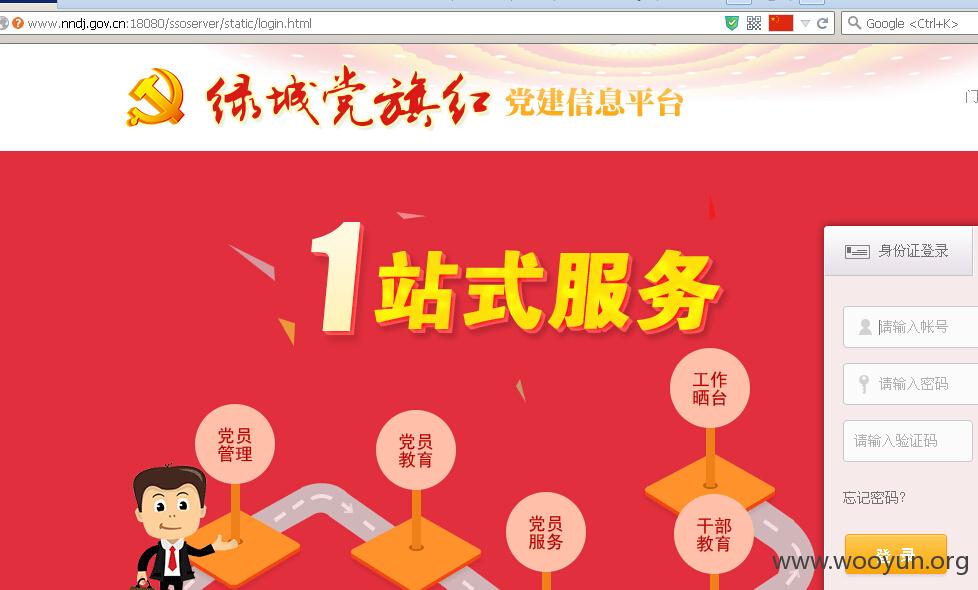 www.nndj.gov.cn:18080/ssoserver/static/login.html
Google <Ctrl+K>
绿城党旗红 党建信息平台
门
1站式服务
身份证登录
请输入帐号
请输入密码
请输入验证码
忘记密码?
登录
工作
晒台
党员
管理
党员
教育
党员
服务
干部
教育
www.wooyun.org